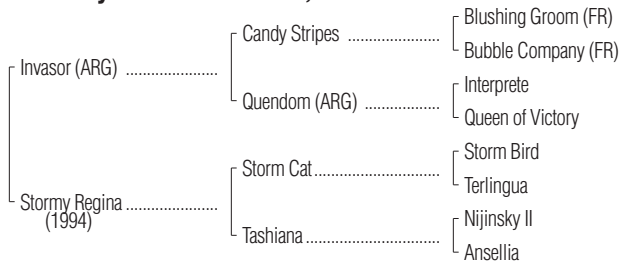 Blushing Groom (FR)
Candy Stripes ..................
Bubble Company (FR)
Invasor (ARG) ..................
Interprete
Quendom (ARG) ...............
Queen of Victory
Storm Bird
Storm Cat.........................
Terlingua
Stormy Regina ..................
(1994)
Nijinsky II
Tashiana...........................
Ansellia